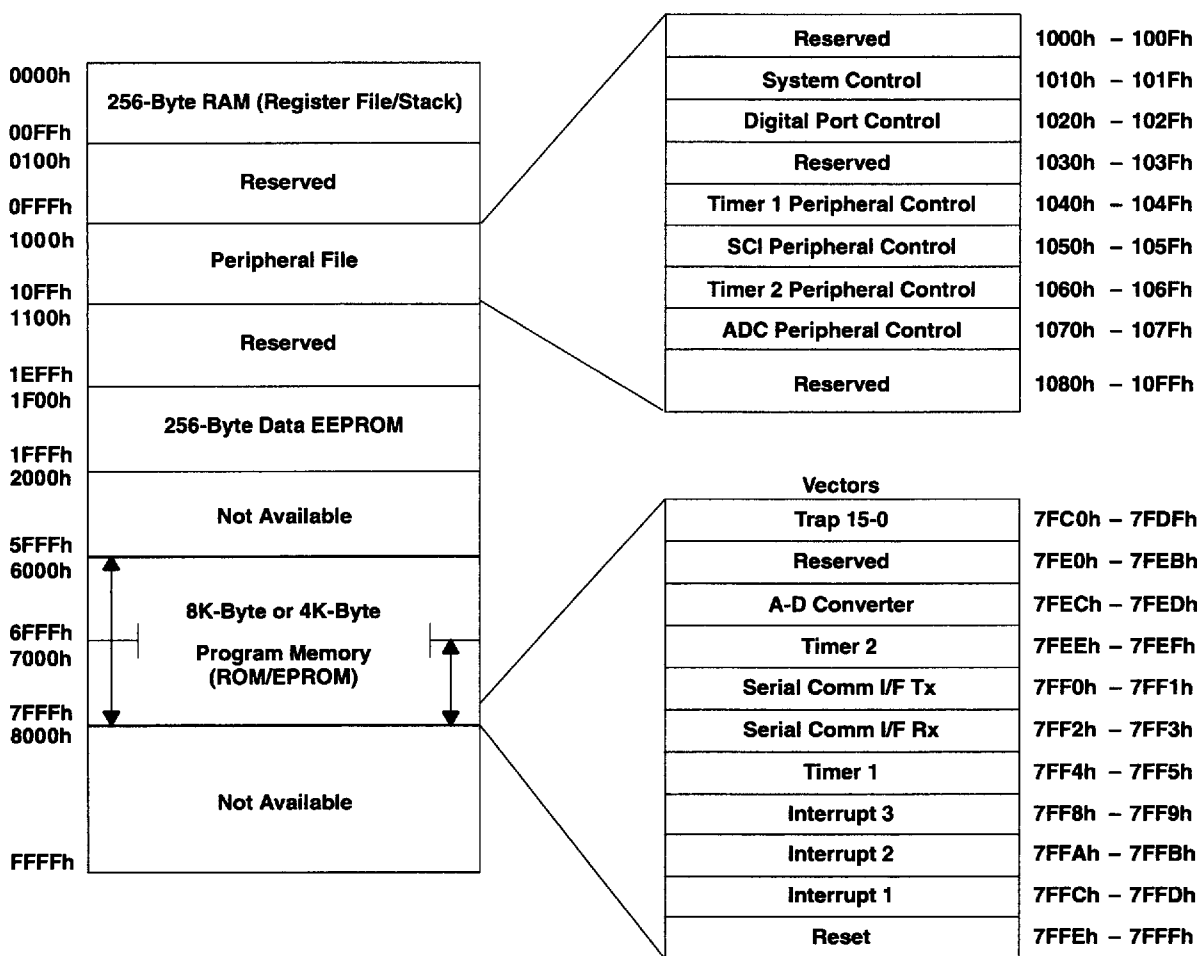 0000h
256-Byte RAM (Register File/Stack)
00FFh
0100h
Reserved
0FFFh
1000h
Peripheral File
10FFh
1100h
Reserved
1EFFh
1F00h
256-Byte Data EEPROM
1FFFh
2000h
Not Available
5FFFh
6000h
8K-Byte or 4K-Byte
6FFFh
7000h
Program Memory
(ROM/EPROM)
7FFFh
8000h
Not Available
FFFFh
Reserved 1000h – 100Fh
System Control 1010h – 101Fh
Digital Port Control 1020h – 102Fh
Reserved 1030h – 103Fh
Timer 1 Peripheral Control 1040h – 104Fh
SCI Peripheral Control 1050h – 105Fh
Timer 2 Peripheral Control 1060h – 106Fh
ADC Peripheral Control 1070h – 107Fh
Reserved 1080h – 10FFh
Vectors
Trap 15-0 7FC0h – 7FDFh
Reserved 7FE0h – 7FEBh
A-D Converter 7FECh – 7FEDh
Timer 2 7FEEh – 7FEFh
Serial Comm I/F Tx 7FF0h – 7FF1h
Serial Comm I/F Rx 7FF2h – 7FF3h
Timer 1 7FF4h – 7FF5h
Interrupt 3 7FF8h – 7FF9h
Interrupt 2 7FFAh – 7FFBh
Interrupt 1 7FFCh – 7FFDh
Reset 7FFEh – 7FFFh